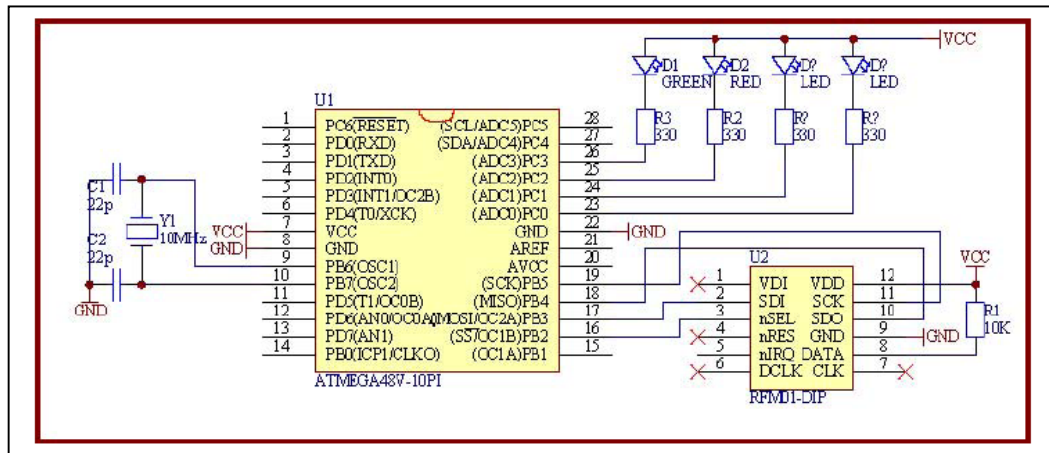 VCC
D1 D2 D? D?
GREEN RED LED LED
R3 R2 R? R?
330 330 330 330
U1
1 PC6(RESET) (SCL/ADC5)PC5 28
2 PD0(RXD) (SDA/ADC4)PC4 27
3 PD1(TXD) (ADC3)PC3 26
4 PD2(INT0) (ADC2)PC2 25
5 PD3(INT1/OC2B) (ADC1)PC1 24
6 PD4(T0/XCK) (ADC0)PC0 23
VCC 7 VCC GND 22 GND
GND 8 GND AREF 21
9 PB6(OSC1) AVCC 20
10 PB7(OSC2) (SCK)PB5 19
11 PD5(T1/OC0B) (MISO)PB4 18
12 PD6(AN0/OC0A)(MOSI/OC2A)PB3 17
13 PD7(AN1) (SS/OC1B)PB2 16
14 PB0(ICP1/CLKO) (OC1A)PB1 15
ATMEGA48V-10PI
C1
22p
Y1
10MHz
C2
22p
GND
U2
VCC
1 VDI VDD 12
2 SDI SCK 11
3 nSEL SDO 10
4 nRES GND 9 GND
5 nIRQ DATA 8
6 DCLK CLK 7
RFM01-DIP
R1
10K